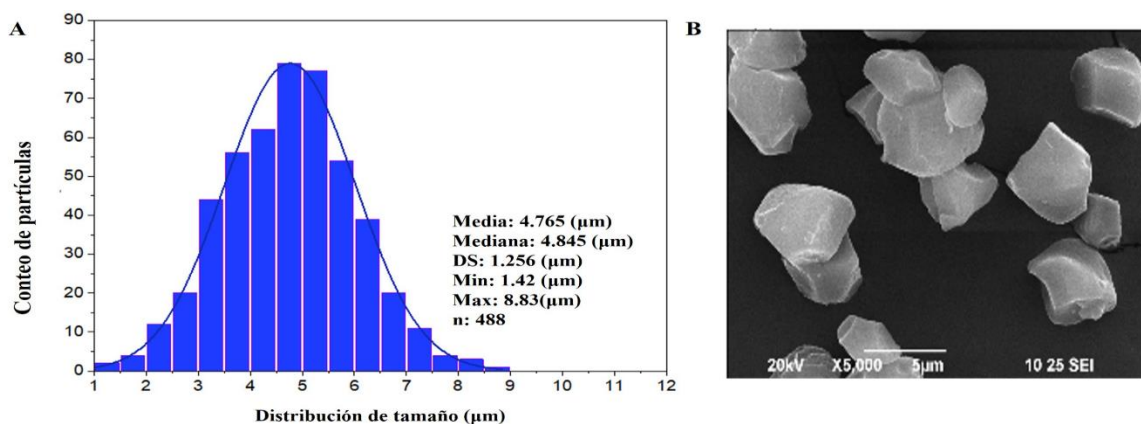 A
Conteo de partículas
90
80
70
60
50
40
30
20
10
0
Media: 4.765 (µm)
Mediana: 4.845 (µm)
DS: 1.256 (µm)
Min: 1.42 (µm)
Max: 8.83(µm)
n: 488
1 2 3 4 5 6 7 8 9 10 11 12
Distribución de tamaño (µm)
B
20kV X5,000 5µm 10 25 SEI